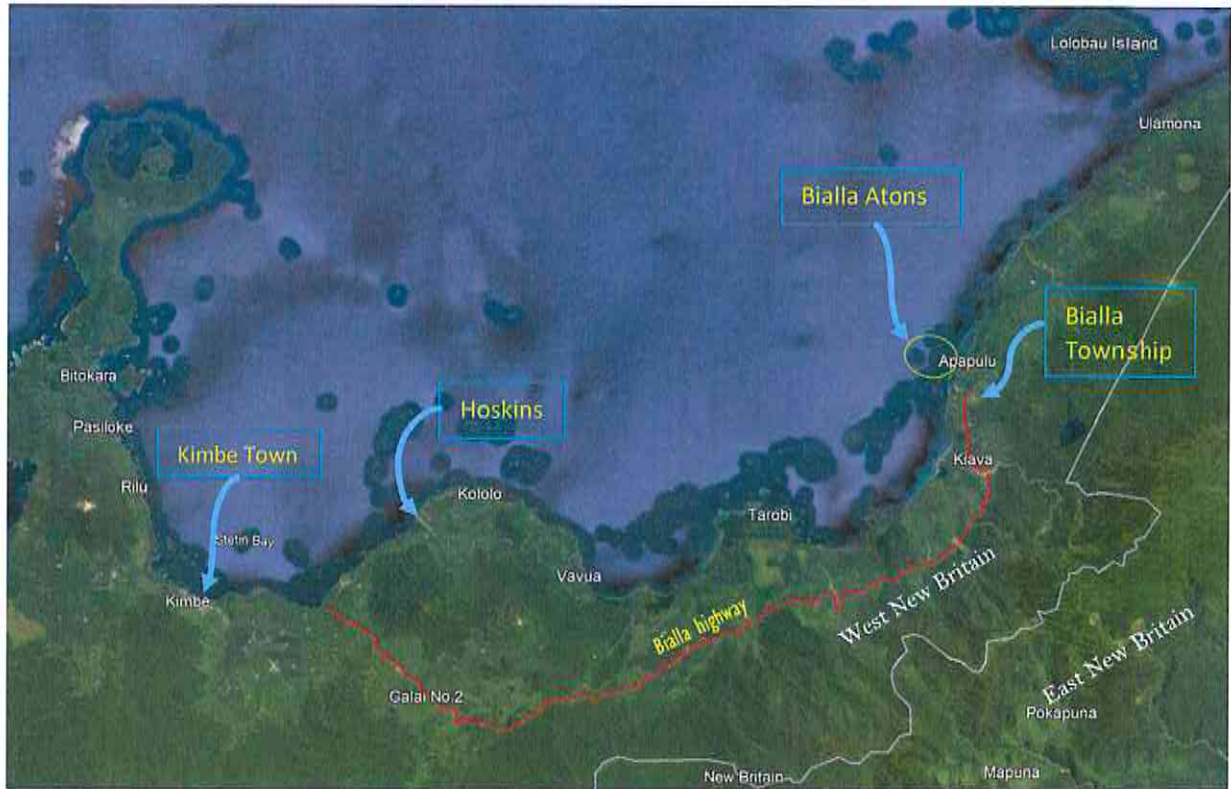 Lolobau Island
Ulamona
Bialla Atons
Bialla
Township
Apapulu
Bitokara
Hoskins
Pasiloke
Kimbe Town
Kiava
Rilu
Kololo
Tarobi
Stetin Bay
Vavua
Kimbe
West New Britain
Bialla highway
East New Britain
Galai No.2
Pokapuna
New Britain
Mapuna